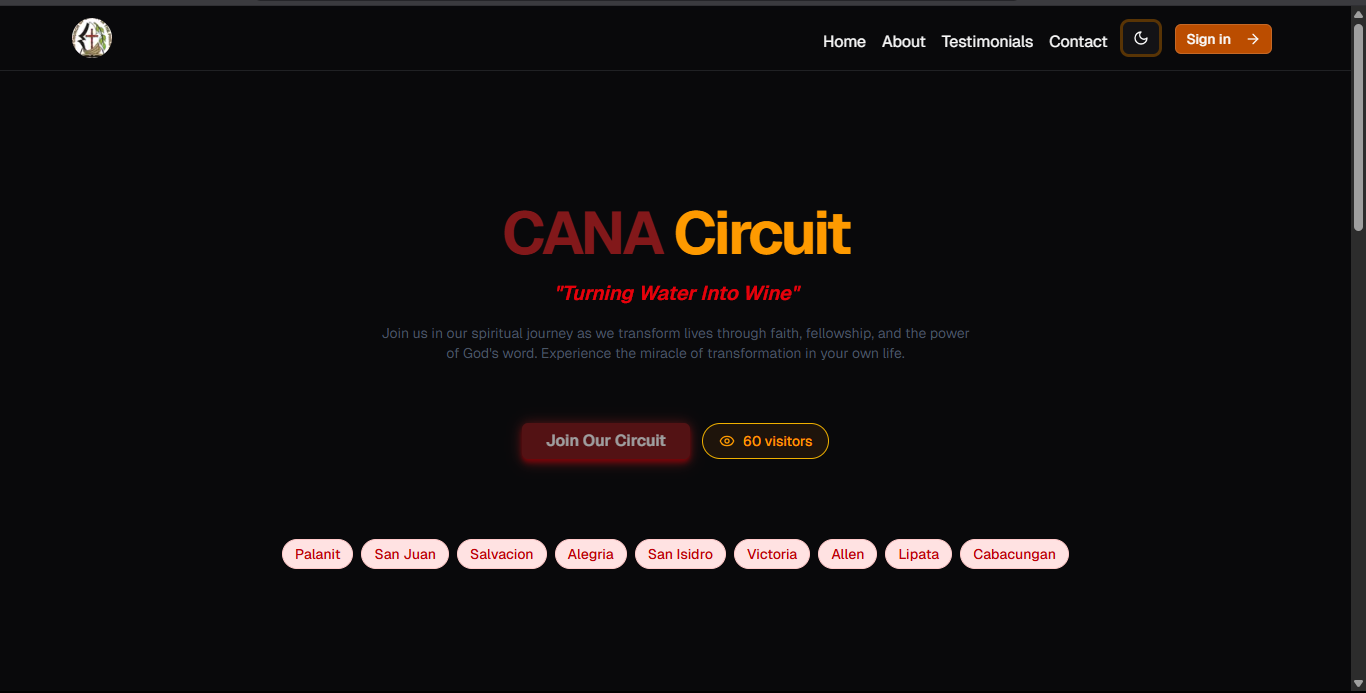 Home About Testimonials Contact Sign in
CANA Circuit
"Turning Water Into Wine"
Join us in our spiritual journey as we transform lives through faith, fellowship, and the power
of God's word. Experience the miracle of transformation in your own life.
Join Our Circuit 60 visitors
Palanit San Juan Salvacion Alegria San Isidro Victoria Allen Lipata Cabacungan